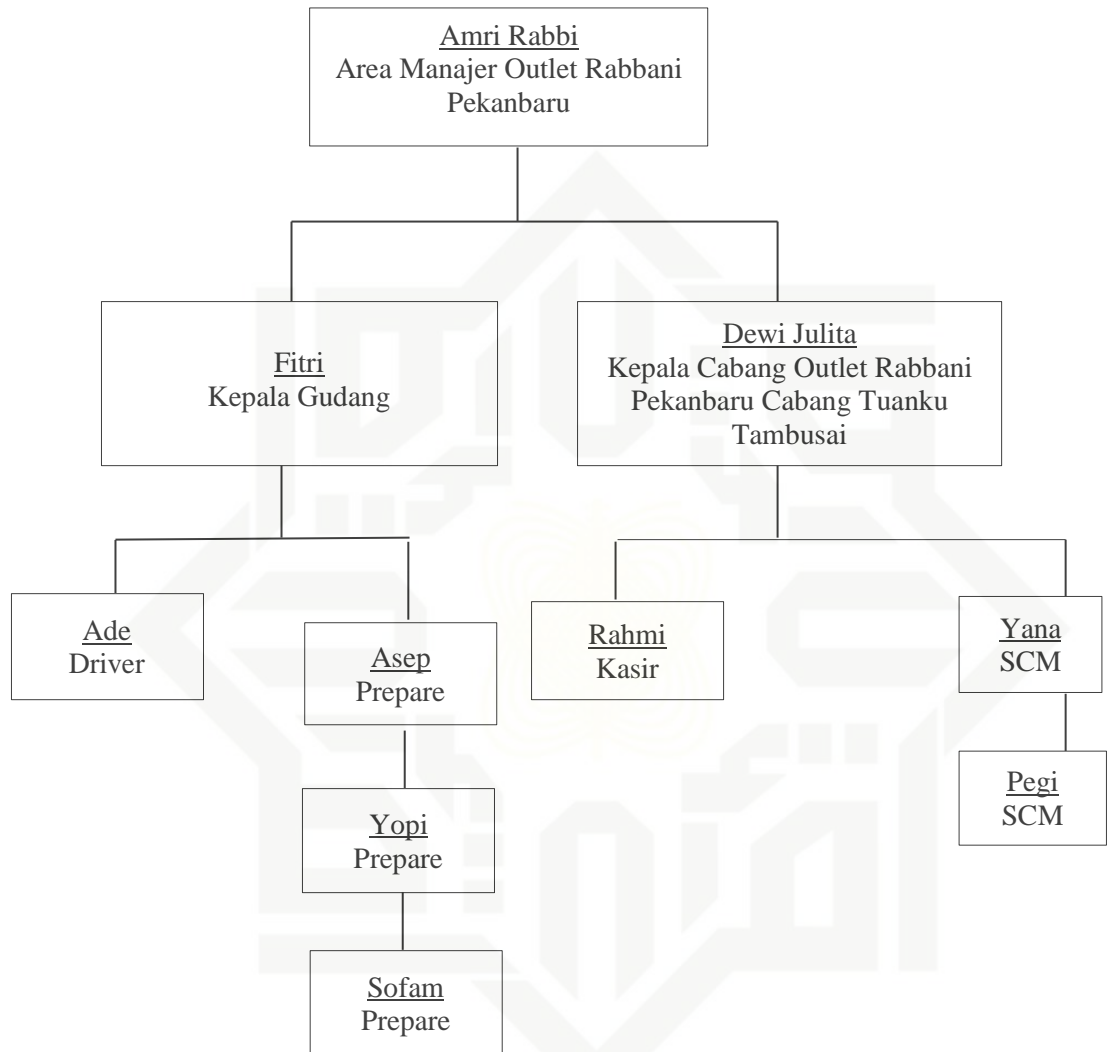 Amri Rabbi
Area Manajer Outlet Rabbani
Pekanbaru
Fitri
Kepala Gudang
Dewi Julita
Kepala Cabang Outlet Rabbani
Pekanbaru Cabang Tuanku
Tambusai
Ade
Driver
Asep
Prepare
Rahmi
Kasir
Yana
SCM
Yopi
Prepare
Pegi
SCM
Sofam
Prepare